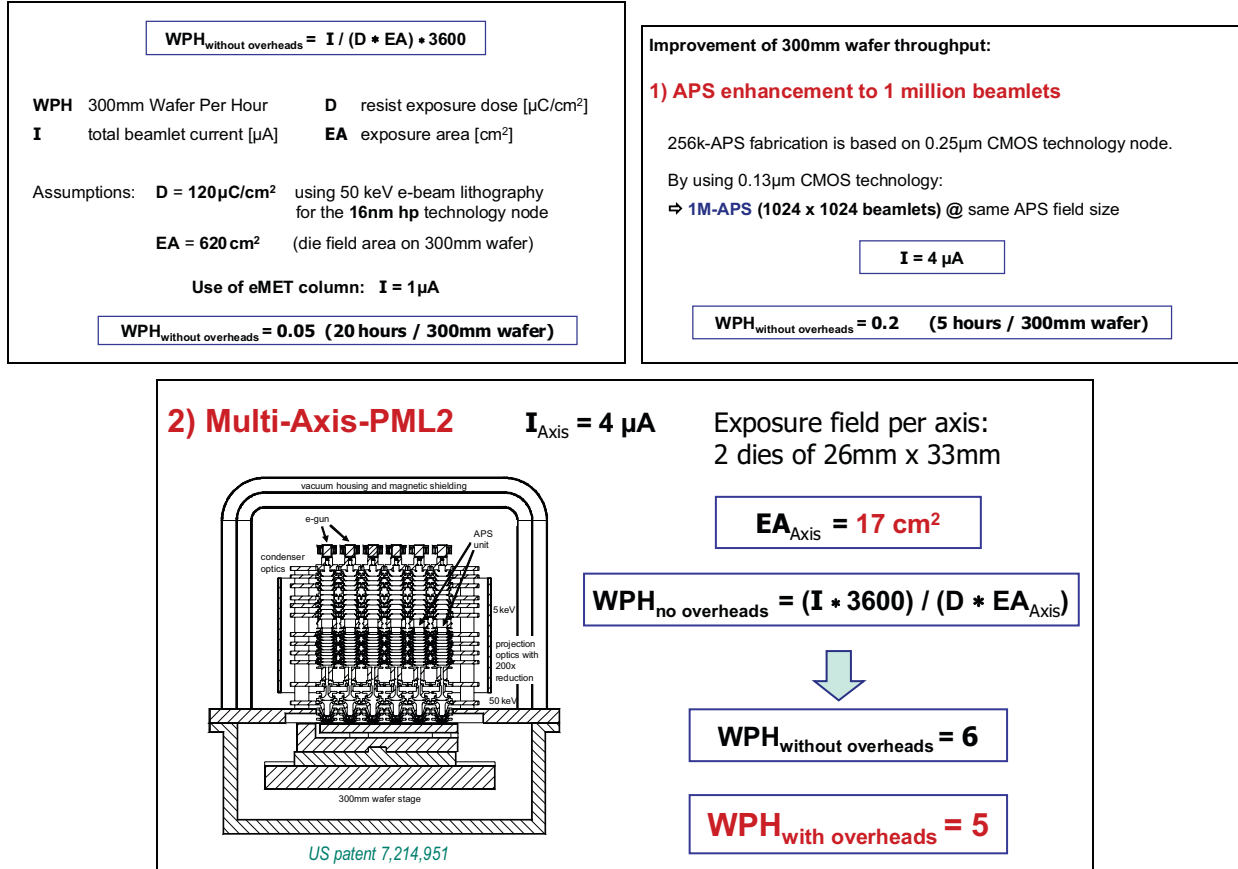 WPHwithout overheads = I / (D * EA) * 3600
WPH 300mm Wafer Per Hour D resist exposure dose [µC/cm²]
I total beamlet current [µA] EA exposure area [cm²]
Assumptions: D = 120µC/cm² using 50 keV e-beam lithography
for the 16nm hp technology node
EA = 620 cm² (die field area on 300mm wafer)
Use of eMET column: I = 1µA
WPHwithout overheads = 0.05 (20 hours / 300mm wafer)
Improvement of 300mm wafer throughput:
1) APS enhancement to 1 million beamlets
256k-APS fabrication is based on 0.25µm CMOS technology node.
By using 0.13µm CMOS technology:
⇨ 1M-APS (1024 x 1024 beamlets) @ same APS field size
I = 4 µA
WPHwithout overheads = 0.2 (5 hours / 300mm wafer)
2) Multi-Axis-PML2 IAxis = 4 µA Exposure field per axis:
2 dies of 26mm x 33mm
vacuum housing and magnetic shielding
e-gun
APS
unit
condenser
optics
5 keV
projection
optics with
200x
reduction
50 keV
300mm wafer stage
US patent 7,214,951
EAAxis = 17 cm²
WPHno overheads = (I * 3600) / (D * EAAxis)
WPHwithout overheads = 6
WPHwith overheads = 5